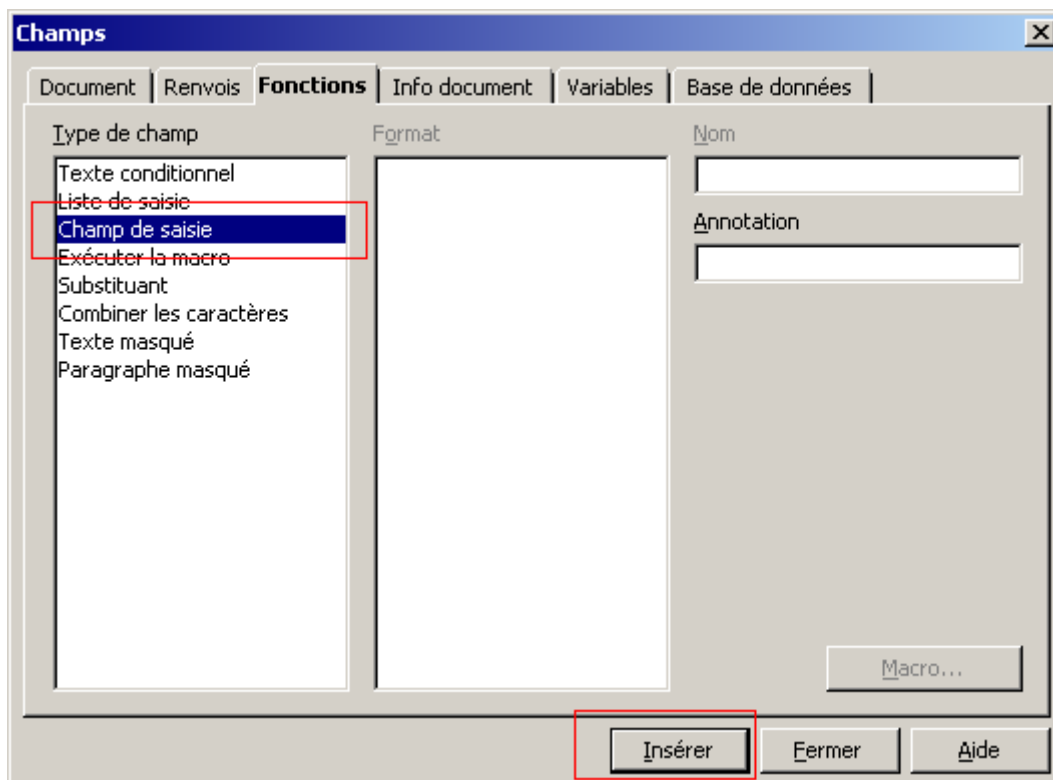 Champs
Document Renvois Fonctions Info document Variables Base de données
Type de champ Format Nom
Texte conditionnel
Liste de saisie
Champ de saisie
Annotation
Exécuter la macro
Substituant
Combiner les caractères
Texte masqué
Paragraphe masqué
Macro...
Insérer Fermer Aide